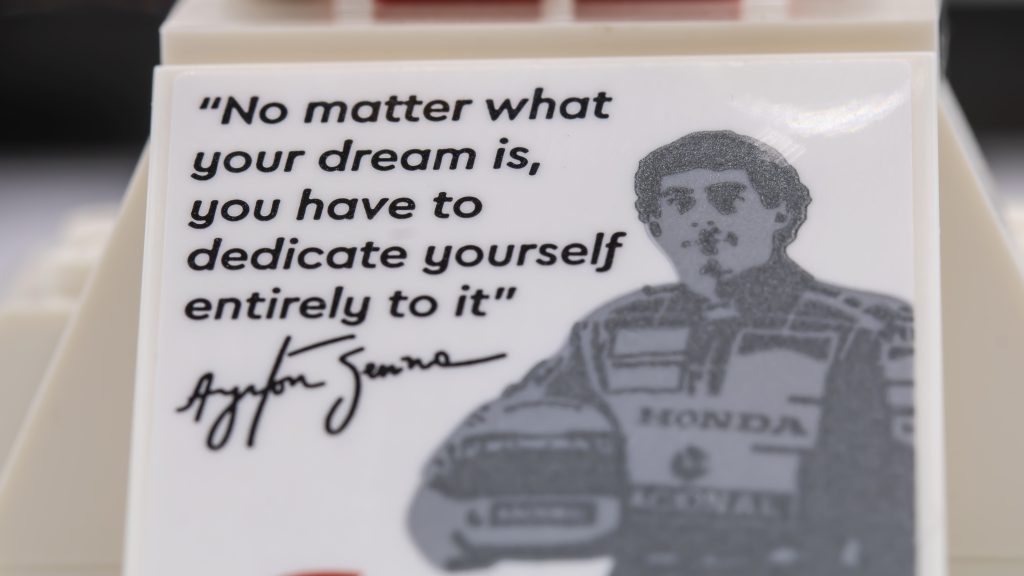 “No matter what
your dream is,
you have to
dedicate yourself
entirely to it”
Ayrton Senna
HONDA